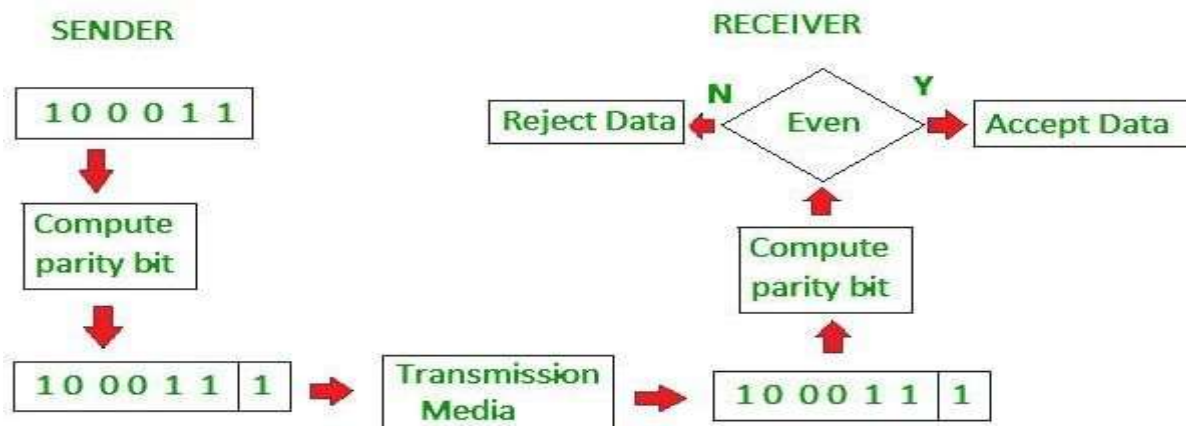 SENDER
1 0 0 0 1 1
Compute
parity bit
1 0 0 0 1 1 1
Transmission
Media
1 0 0 0 1 1 1
Compute
parity bit
Even
N
Y
Reject Data
Accept Data
RECEIVER